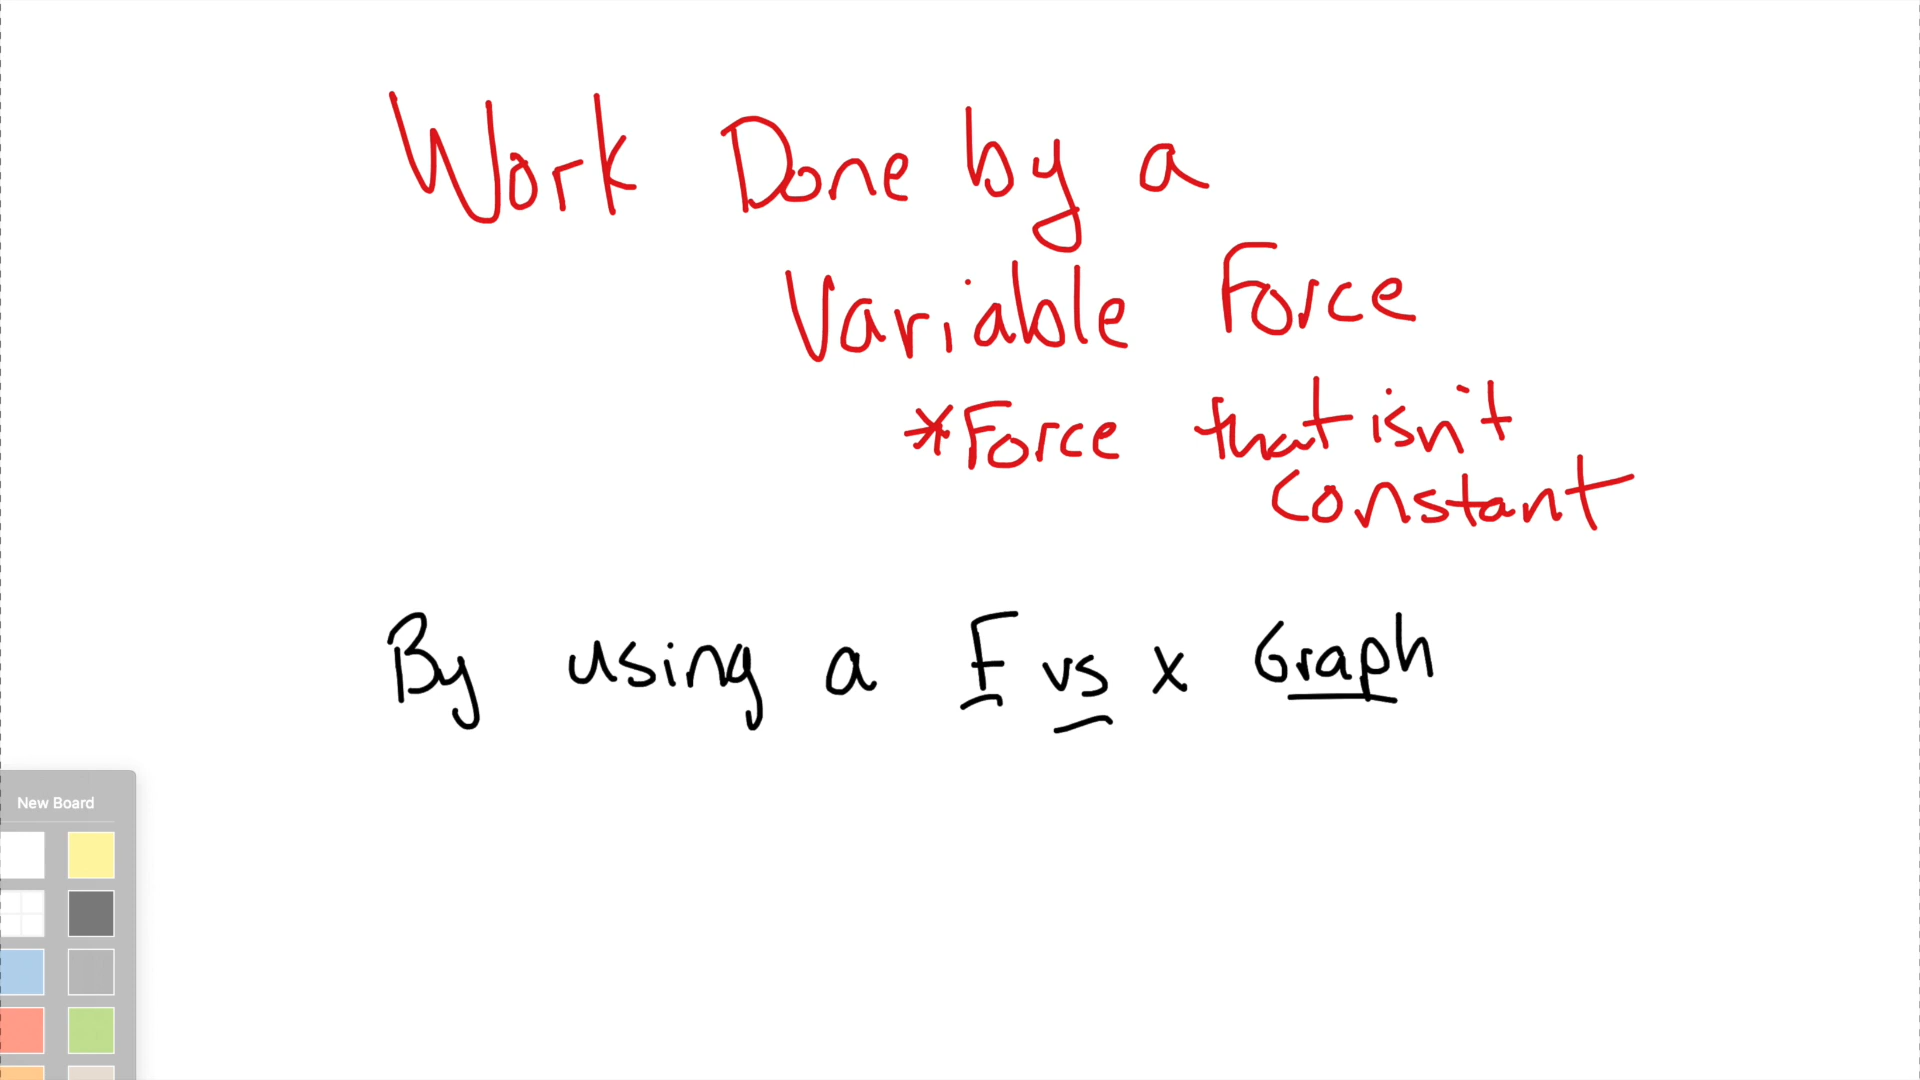 Work Done by a
Variable Force
*Force that isn't
constant
By using a F vs x Graph
New Board